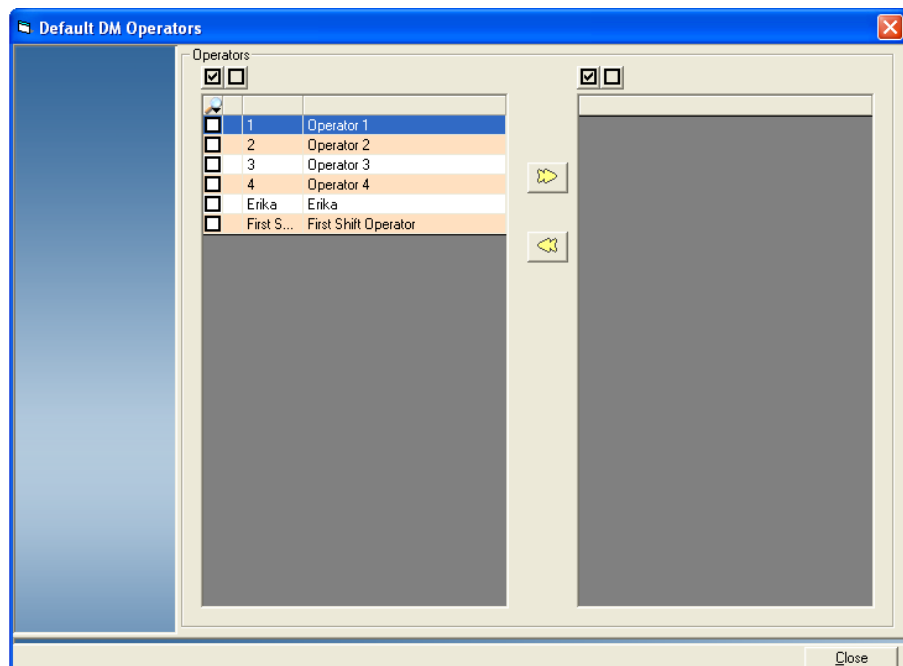 Default DM Operators
Operators
1 Operator 1
2 Operator 2
3 Operator 3
4 Operator 4
Erika Erika
First S... First Shift Operator
Close